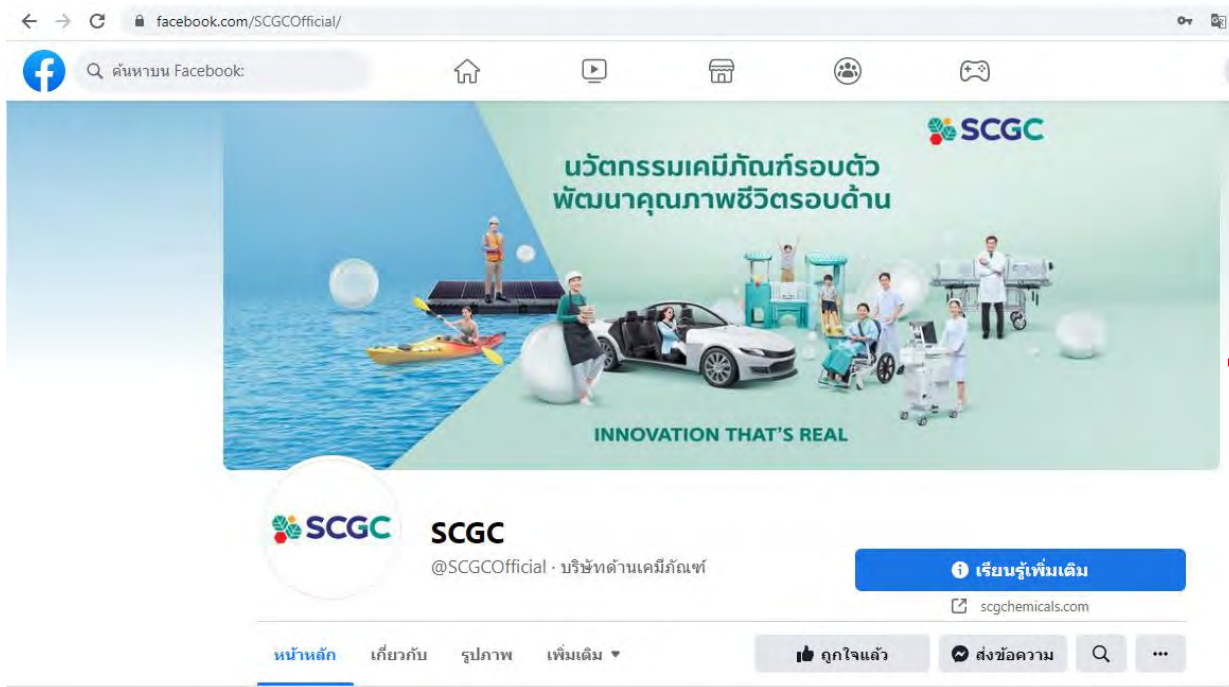 facebook.com/SCGCOfficial/
ค้นหาบน Facebook:
SCGC
นวัตกรรมเคมีภัณฑ์รอบตัว
พัฒนาคุณภาพชีวิตรอบด้าน
INNOVATION THAT'S REAL
SCGC
SCGC
@SCGCOfficial · บริษัทด้านเคมีภัณฑ์
เรียนรู้เพิ่มเติม
scgchemicals.com
หน้าหลัก เกี่ยวกับ รูปภาพ เพิ่มเติม ถูกใจแล้ว ส่งข้อความ